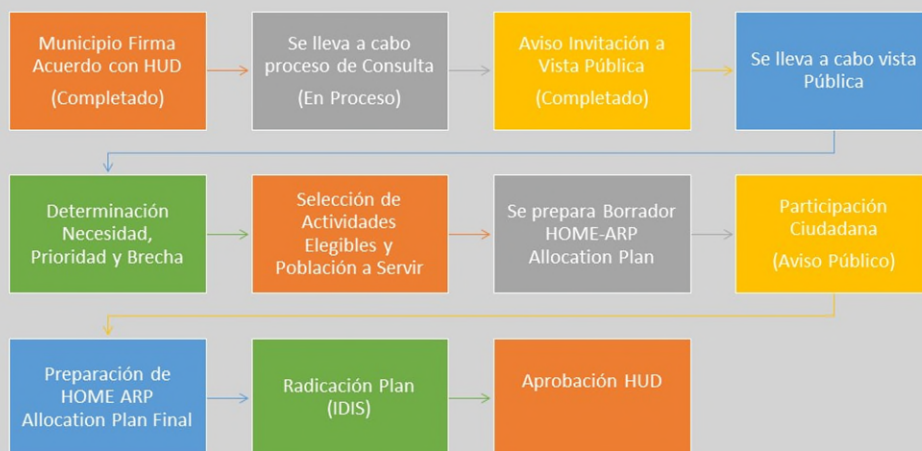 Municipio Firma
Acuerdo con HUD
(Completado)
Se lleva a cabo
proceso de Consulta
(En Proceso)
Aviso Invitación a
Vista Pública
(Completado)
Se lleva a cabo vista
Pública
Determinación
Necesidad,
Prioridad y Brecha
Selección de
Actividades
Elegibles y
Población a Servir
Se prepara Borrador
HOME-ARP
Allocation Plan
Participación
Ciudadana
(Aviso Público)
Preparación de
HOME ARP
Allocation Plan Final
Radicación Plan
(IDIS)
Aprobación HUD